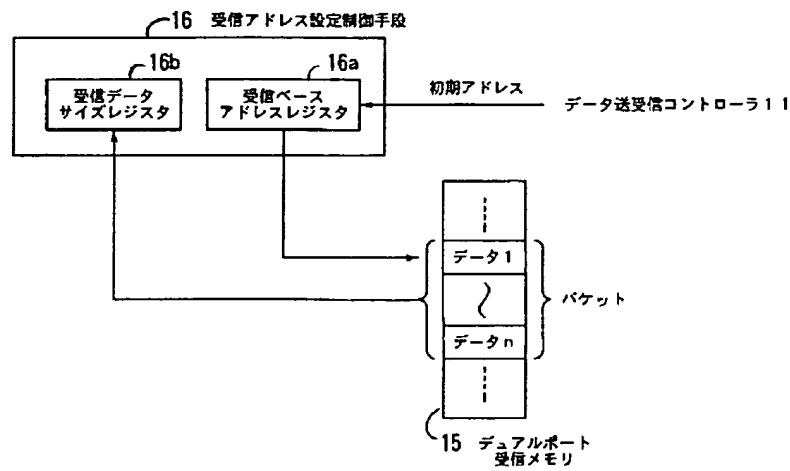 16 受信アドレス設定制御手段
16b
16a
受信データ
サイズレジスタ
受信ベース
アドレスレジスタ
初期アドレス
データ送受信コントローラ11
データ1
パケット
データn
15 デュアルポート
受信メモリ